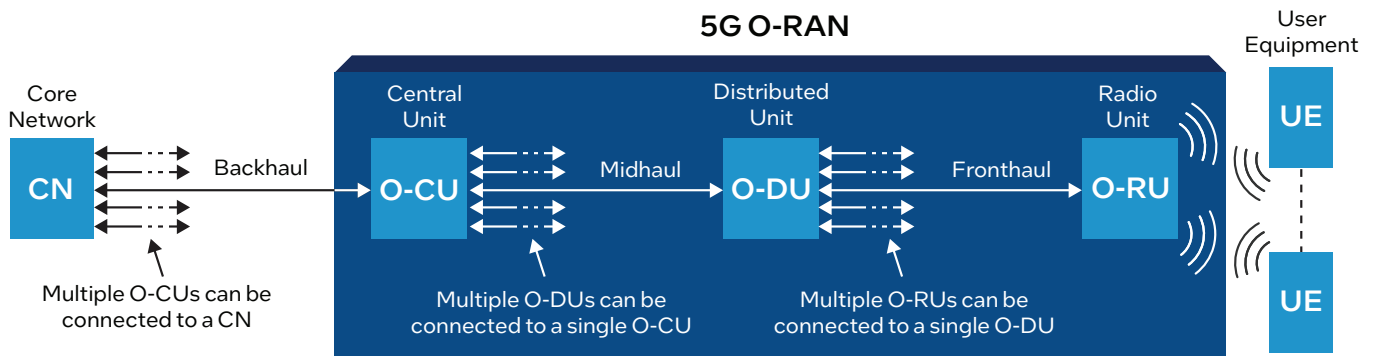 5G O-RAN
User
Equipment
Core
Network
Central
Unit
Distributed
Unit
Radio
Unit
UE
CN
Backhaul
O-CU
Midhaul
O-DU
Fronthaul
O-RU
Multiple O-CUs can be
connected to a CN
Multiple O-DUs can be
connected to a single O-CU
Multiple O-RUs can be
connected to a single O-DU
UE